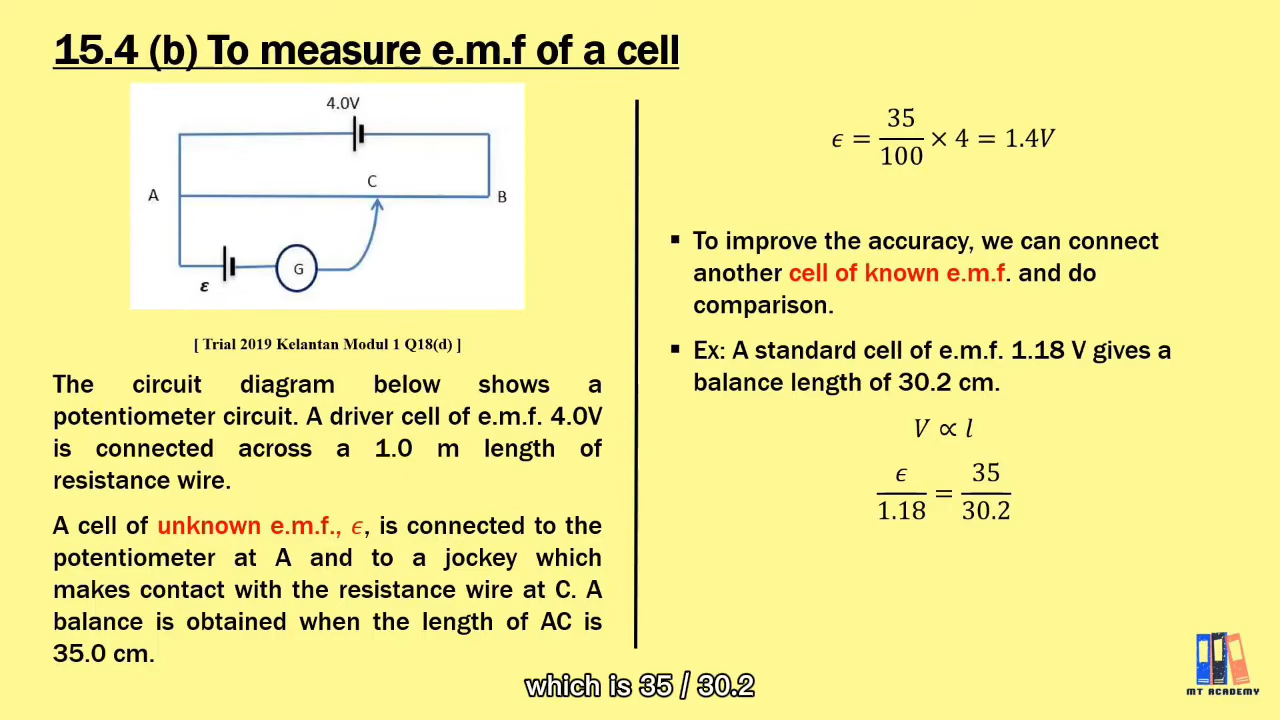 15.4 (b) To measure e.m.f of a cell
4.0V
A
C
B
G
ε
[ Trial 2019 Kelantan Modul 1 Q18(d) ]
The circuit diagram below shows a
potentiometer circuit. A driver cell of e.m.f. 4.0V
is connected across a 1.0 m length of
resistance wire.
A cell of unknown e.m.f., ϵ, is connected to the
potentiometer at A and to a jockey which
makes contact with the resistance wire at C. A
balance is obtained when the length of AC is
35.0 cm.
ϵ = 35/100 × 4 = 1.4V
▪ To improve the accuracy, we can connect
another cell of known e.m.f. and do
comparison.
▪ Ex: A standard cell of e.m.f. 1.18 V gives a
balance length of 30.2 cm.
V ∝ l
ϵ/1.18 = 35/30.2
which is 35 / 30.2
MT ACADEMY